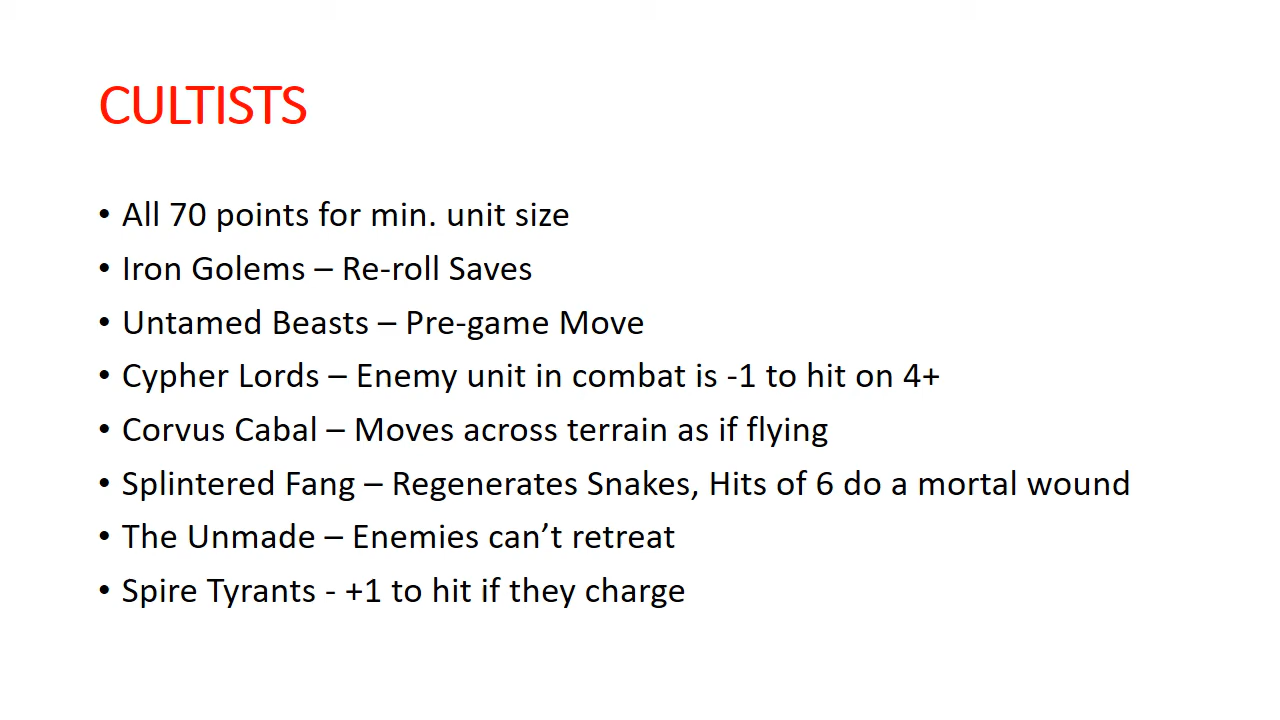 CULTISTS
• All 70 points for min. unit size
• Iron Golems – Re-roll Saves
• Untamed Beasts – Pre-game Move
• Cypher Lords – Enemy unit in combat is -1 to hit on 4+
• Corvus Cabal – Moves across terrain as if flying
• Splintered Fang – Regenerates Snakes, Hits of 6 do a mortal wound
• The Unmade – Enemies can’t retreat
• Spire Tyrants - +1 to hit if they charge